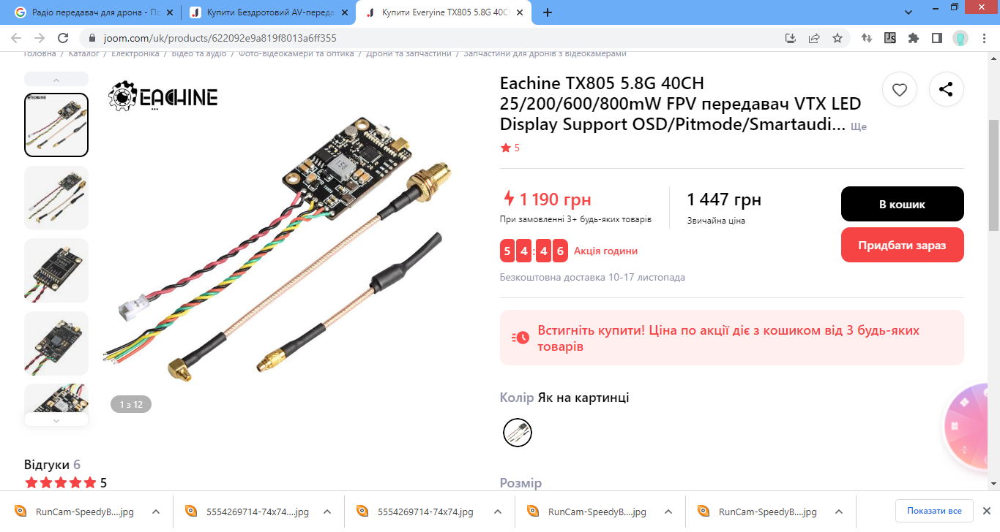 Радіо передавач для дрона - По
Купити Бездротовий AV-переда
Купити Everyine TX805 5.8G 40C
joom.com/uk/products/622092e9a819f8013a6ff355
JS
Головна / Каталог / Електроніка / Відео та аудіо / Фото-відеокамери та оптика / Дрони та запчастини / Запчастини для дронів з відеокамерами
EACHINE
EACHINE
TX805
1 з 12
Eachine TX805 5.8G 40CH
25/200/600/800mW FPV передавач VTX LED
Display Support OSD/Pitmode/Smartaudi... Ще
5
1 190 грн
При замовленні 3+ будь-яких товарів
1 447 грн
Звичайна ціна
В кошик
Придбати зараз
54:46 Акція години
Безкоштовна доставка 10-17 листопада
Встигніть купити! Ціна по акції діє з кошиком від 3 будь-яких
товарів
Колір Як на картинці
Відгуки 6
5
Розмір
RunCam-SpeedyB....jpg
5554269714-74x74....jpg
5554269714-74x74.jpg
RunCam-SpeedyB....jpg
RunCam-SpeedyB....jpg
Показати все